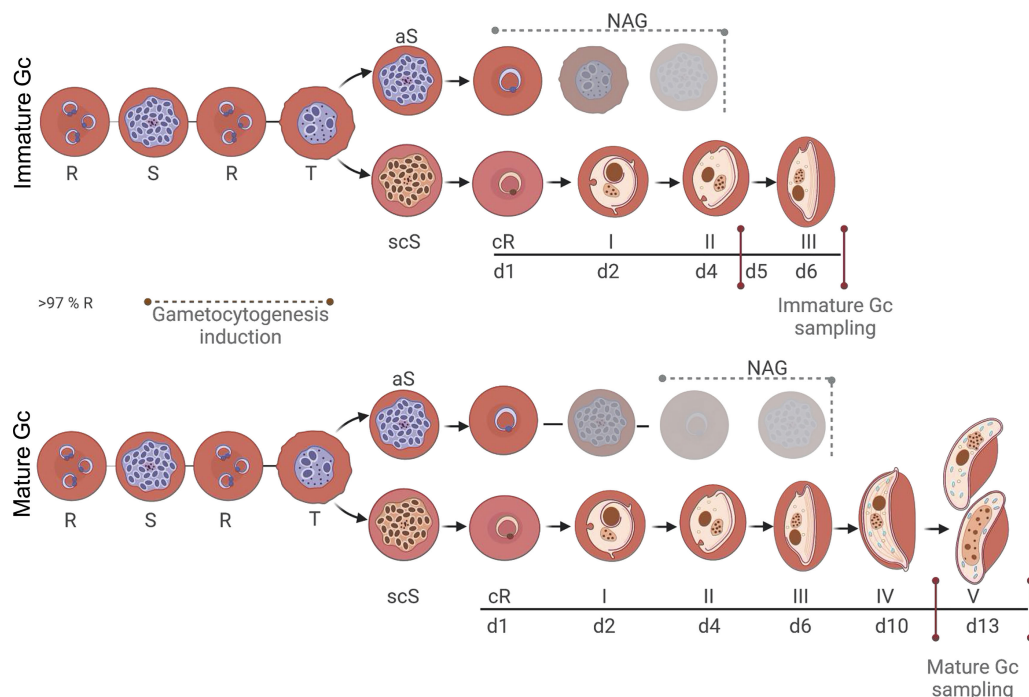 Immature Gc
NAG
aS
R S R T
scS cR I II III
d1 d2 d4 d5 d6
>97 % R
Gametocytogenesis
induction
Immature Gc
sampling
Mature Gc
NAG
aS
R S R T
scS cR I II III IV V
d1 d2 d4 d6 d10 d13
Mature Gc
sampling